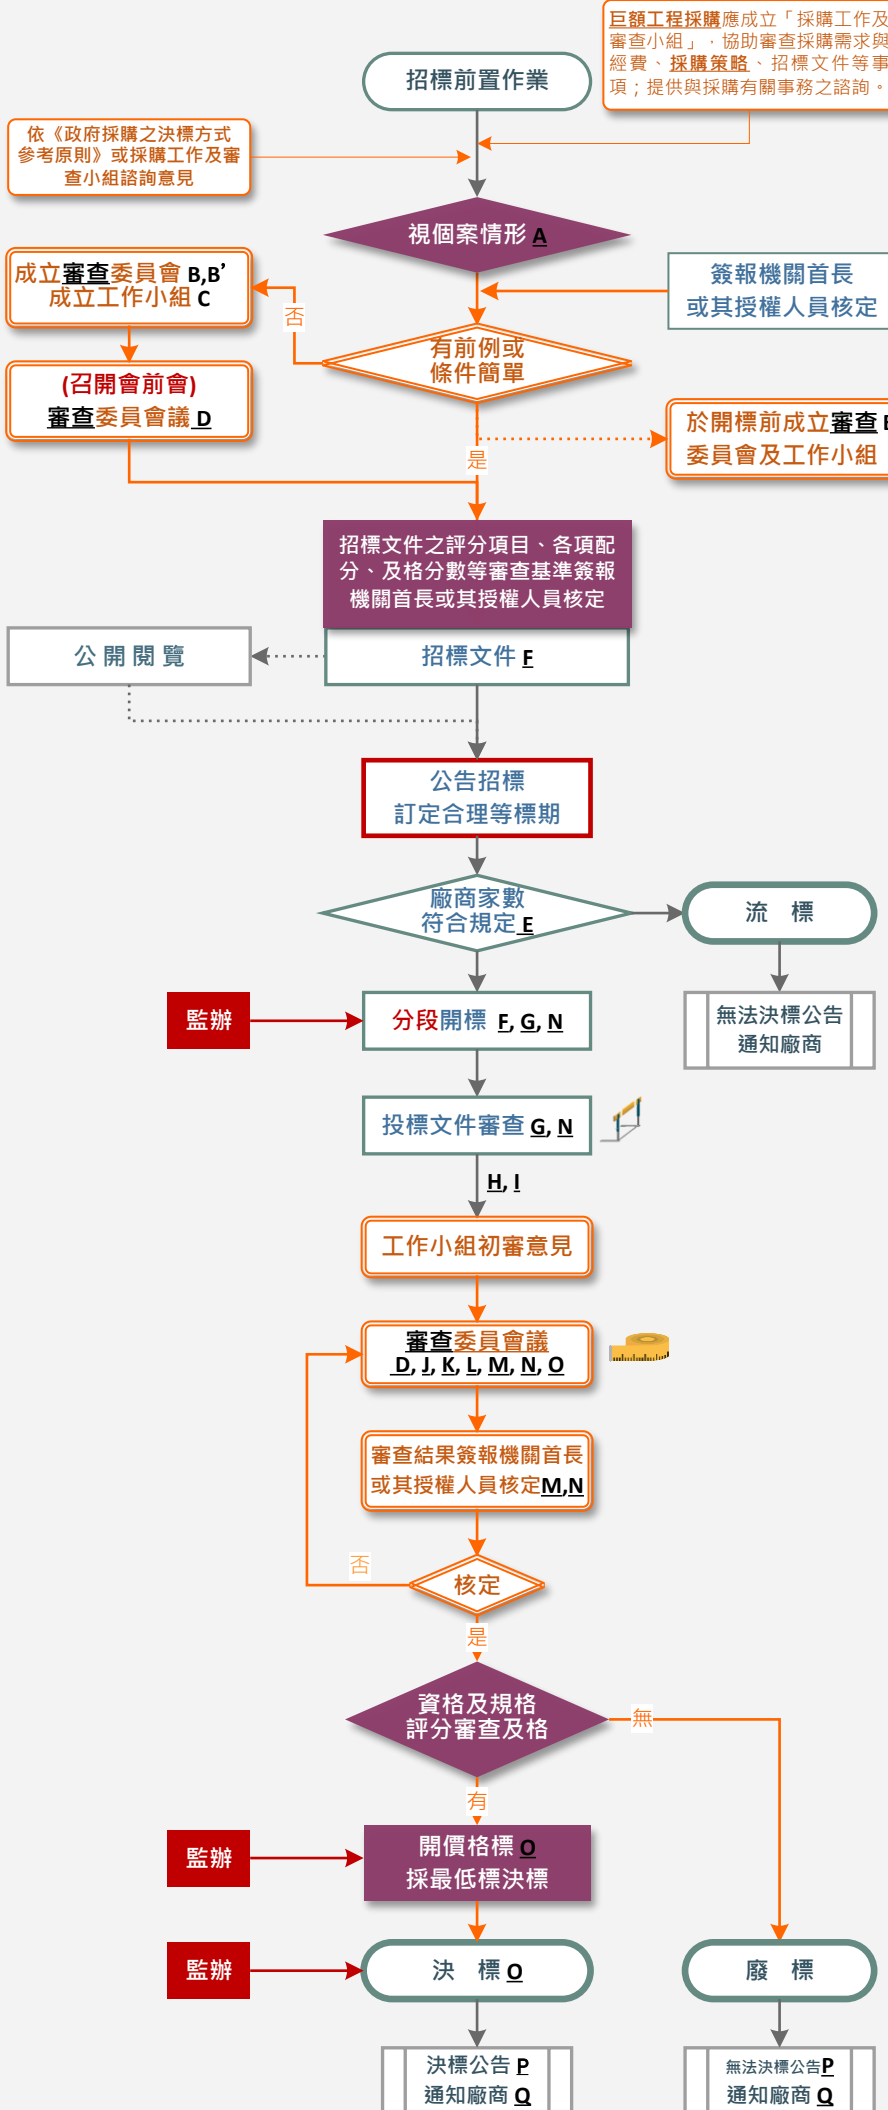 巨額工程採購應成立「採購工作及
審查小組」，協助審查採購需求與
經費、採購策略、招標文件等事
項；提供與採購有關事務之諮詢。
招標前置作業
依《政府採購之決標方式
參考原則》或採購工作及審
查小組諮詢意見
視個案情形 A
成立審查委員會 B,B’
成立工作小組 C
簽報機關首長
或其授權人員核定
否
有前例或
條件簡單
(召開會前會)
審查委員會議 D
於開標前成立審查
委員會及工作小組
是
招標文件之評分項目、各項配
分、及格分數等審查基準簽報
機關首長或其授權人員核定
公開閱覽
招標文件 F
公告招標
訂定合理等標期
廠商家數
符合規定 E
流 標
監辦
分段開標 F, G, N
無法決標公告
通知廠商
投標文件審查 G, N
H, I
工作小組初審意見
審查委員會議
D, J, K, L, M, N, O
審查結果簽報機關首長
或其授權人員核定M,N
否
核定
是
資格及規格
評分審查及格
無
有
監辦
開價格標 O
採最低標決標
監辦
決 標 O
廢 標
決標公告 P
通知廠商 Q
無法決標公告P
通知廠商 Q